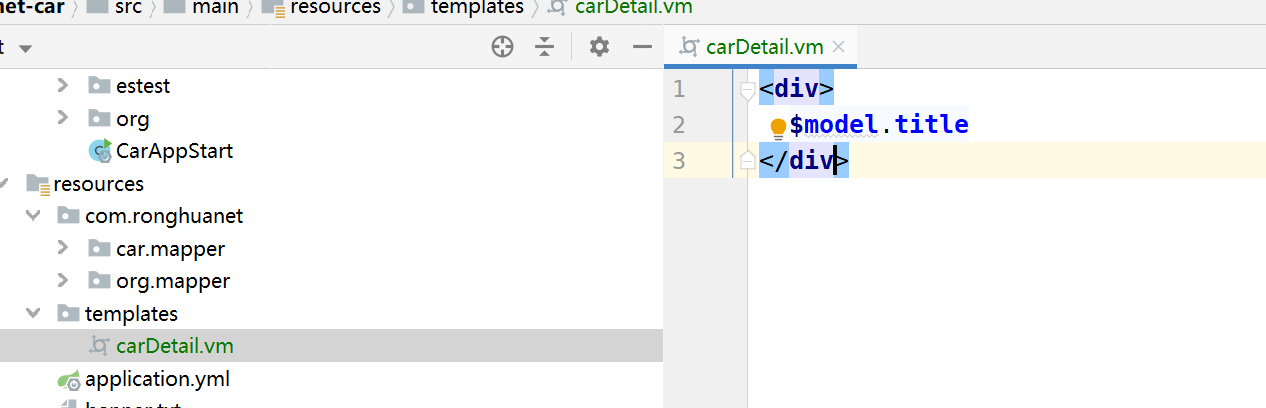 net-car src main resources templates carDetail.vm
carDetail.vm
estest
org
CarAppStart
resources
com.ronghuanet
car.mapper
org.mapper
templates
carDetail.vm
application.yml
1 <div>
2 $model.title
3 </div>